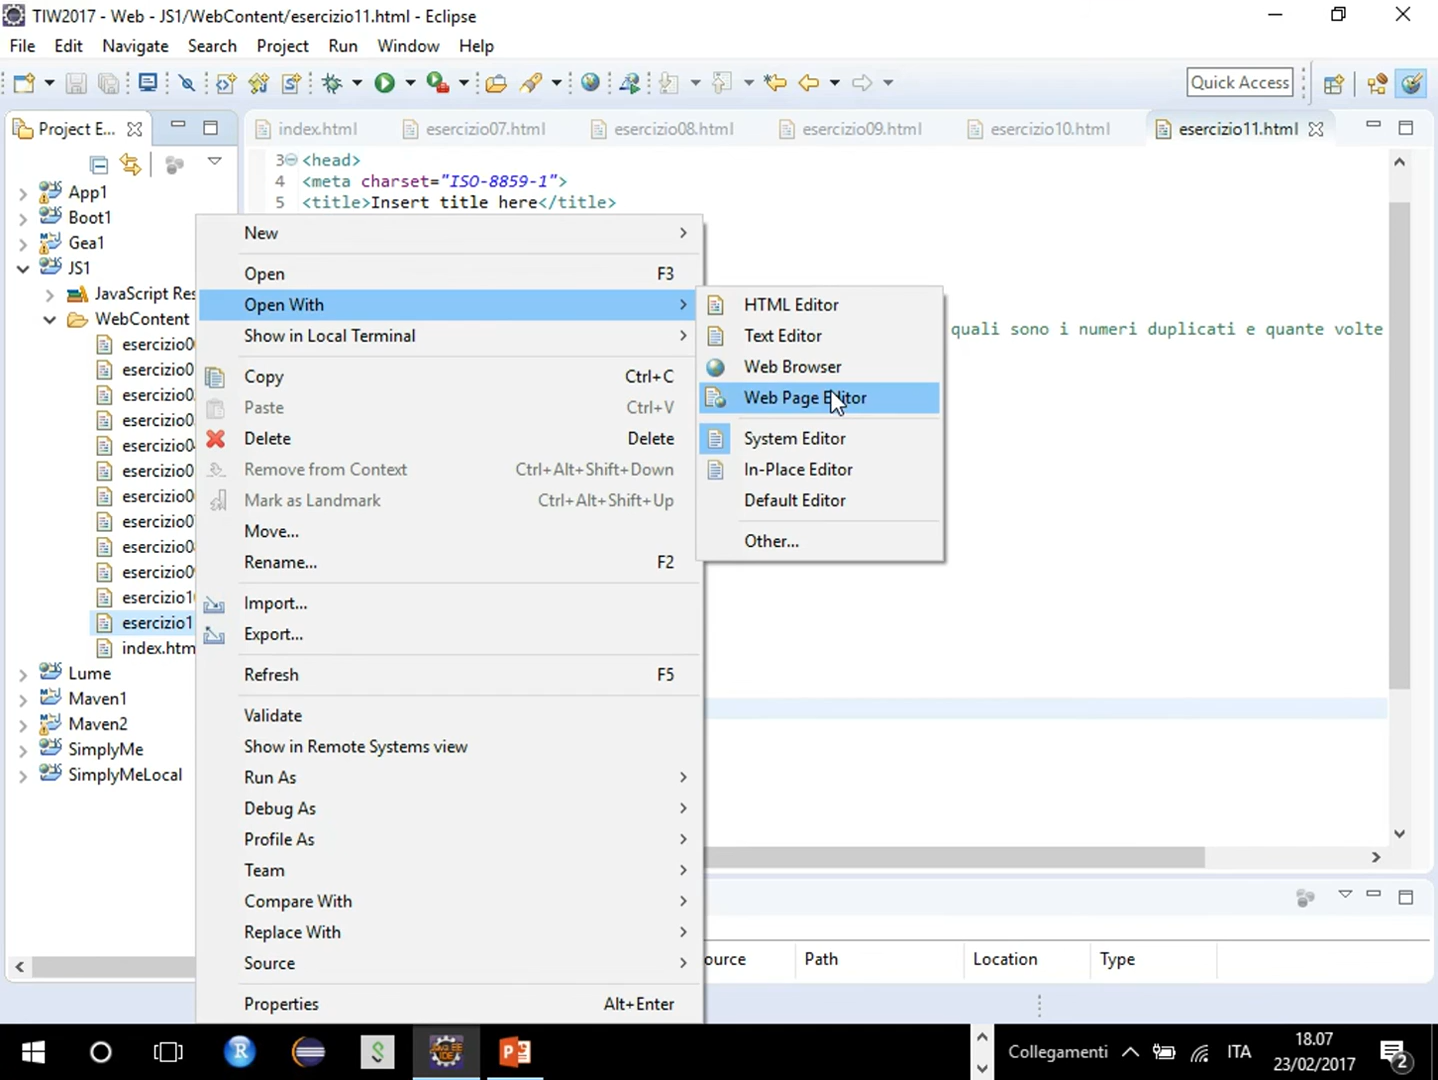 TIW2017 - Web - JS1/WebContent/esercizio11.html - Eclipse
File Edit Navigate Search Project Run Window Help
Quick Access
Project E...
index.html esercizio07.html esercizio08.html esercizio09.html esercizio10.html esercizio11.html
3 <head>
4 <meta charset="ISO-8859-1">
5 <title>Insert title here</title>
quali sono i numeri duplicati e quante volte
App1
Boot1
Gea1
JS1
JavaScript Res
WebContent
esercizio0
esercizio0
esercizio0
esercizio0
esercizio0
esercizio0
esercizio0
esercizio0
esercizio0
esercizio0
esercizio1
esercizio1
index.htm
Lume
Maven1
Maven2
SimplyMe
SimplyMeLocal
New
Open F3
Open With
Show in Local Terminal
Copy Ctrl+C
Paste Ctrl+V
Delete Delete
Remove from Context Ctrl+Alt+Shift+Down
Mark as Landmark Ctrl+Alt+Shift+Up
Move...
Rename... F2
Import...
Export...
Refresh F5
Validate
Show in Remote Systems view
Run As
Debug As
Profile As
Team
Compare With
Replace With
Source
Properties Alt+Enter
HTML Editor
Text Editor
Web Browser
Web Page Editor
System Editor
In-Place Editor
Default Editor
Other...
ource Path Location Type
Collegamenti ITA
18.07
23/02/2017
2